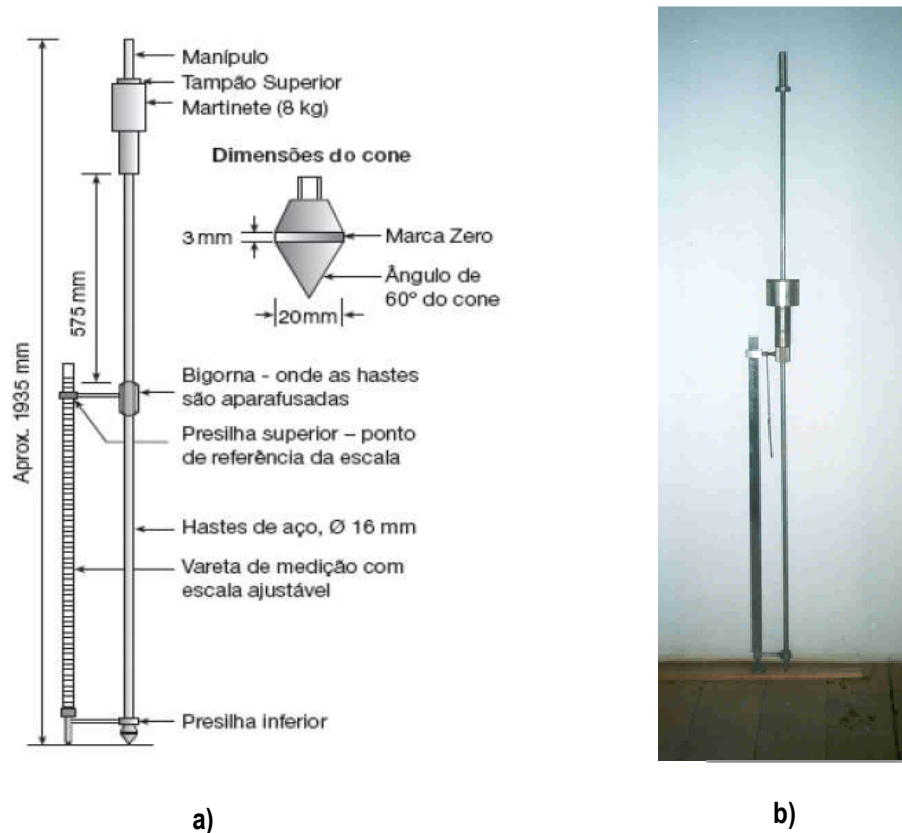 Manípulo
Tampão Superior
Martinete (8 kg)
Dimensões do cone
3 mm
Marca Zero
Ângulo de
60º do cone
20mm
575 mm
Aprox. 1935 mm
Bigorna - onde as hastes
são aparafusadas
Presilha superior – ponto
de referência da escala
Hastes de aço, Ø 16 mm
Vareta de medição com
escala ajustável
Presilha inferior
a)
b)